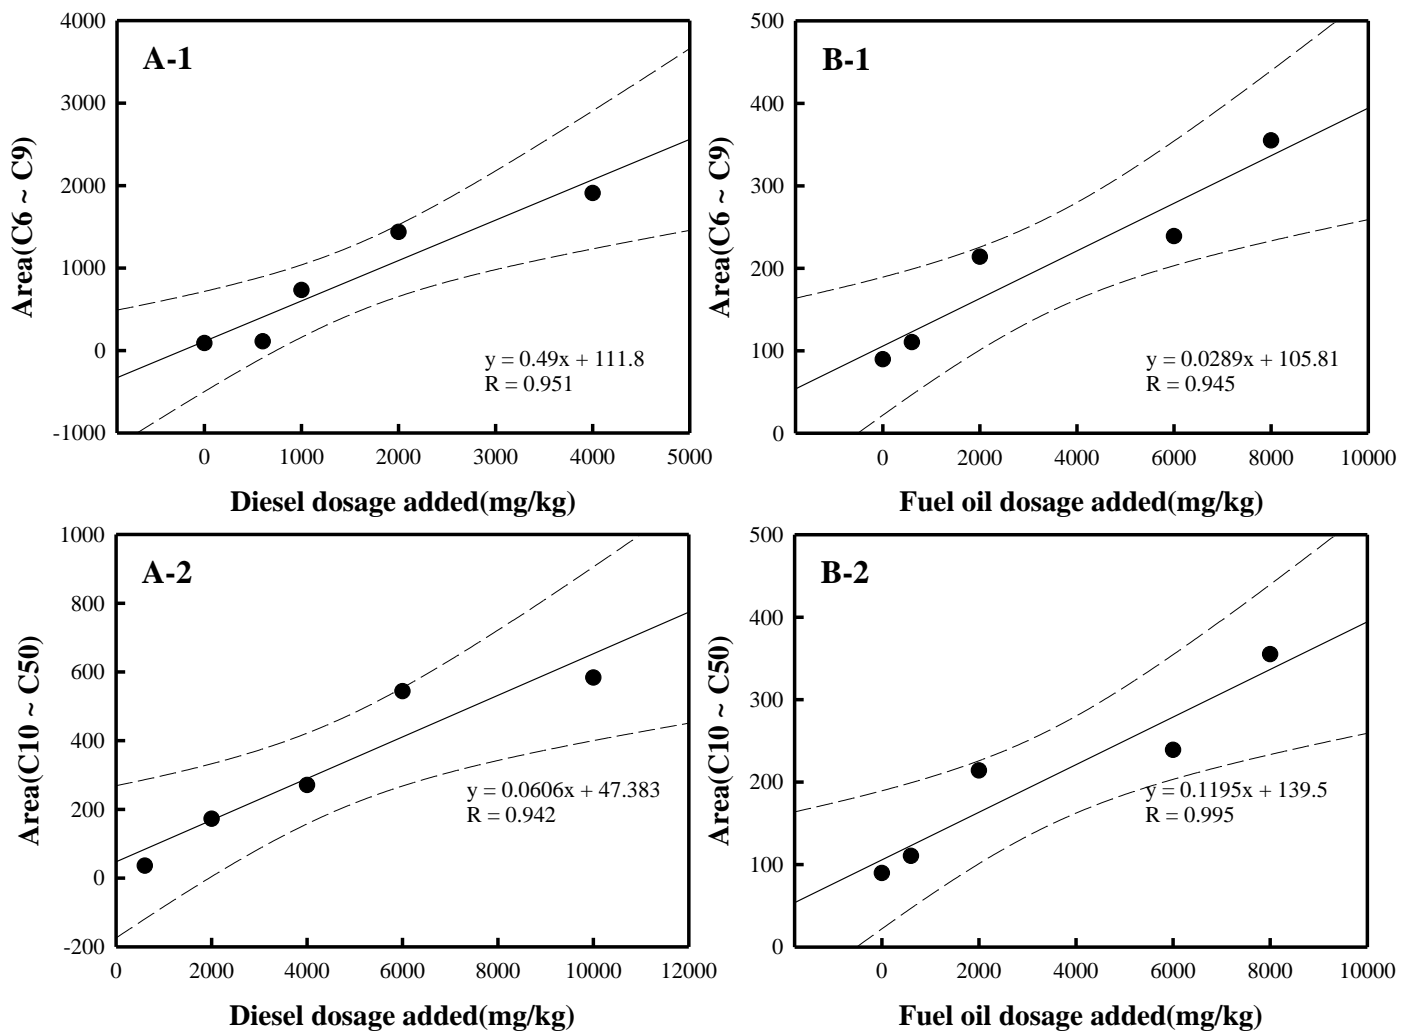 A-1
4000
3000
2000
1000
0
-1000
Area(C6 ~ C9)
y = 0.49x + 111.8
R = 0.951
0 1000 2000 3000 4000 5000
Diesel dosage added(mg/kg)
B-1
500
400
300
200
100
0
Area(C6 ~ C9)
y = 0.0289x + 105.81
R = 0.945
0 2000 4000 6000 8000 10000
Fuel oil dosage added(mg/kg)
A-2
1000
800
600
400
200
0
-200
Area(C10 ~ C50)
y = 0.0606x + 47.383
R = 0.942
0 2000 4000 6000 8000 10000 12000
Diesel dosage added(mg/kg)
B-2
500
400
300
200
100
0
Area(C10 ~ C50)
y = 0.1195x + 139.5
R = 0.995
0 2000 4000 6000 8000 10000
Fuel oil dosage added(mg/kg)